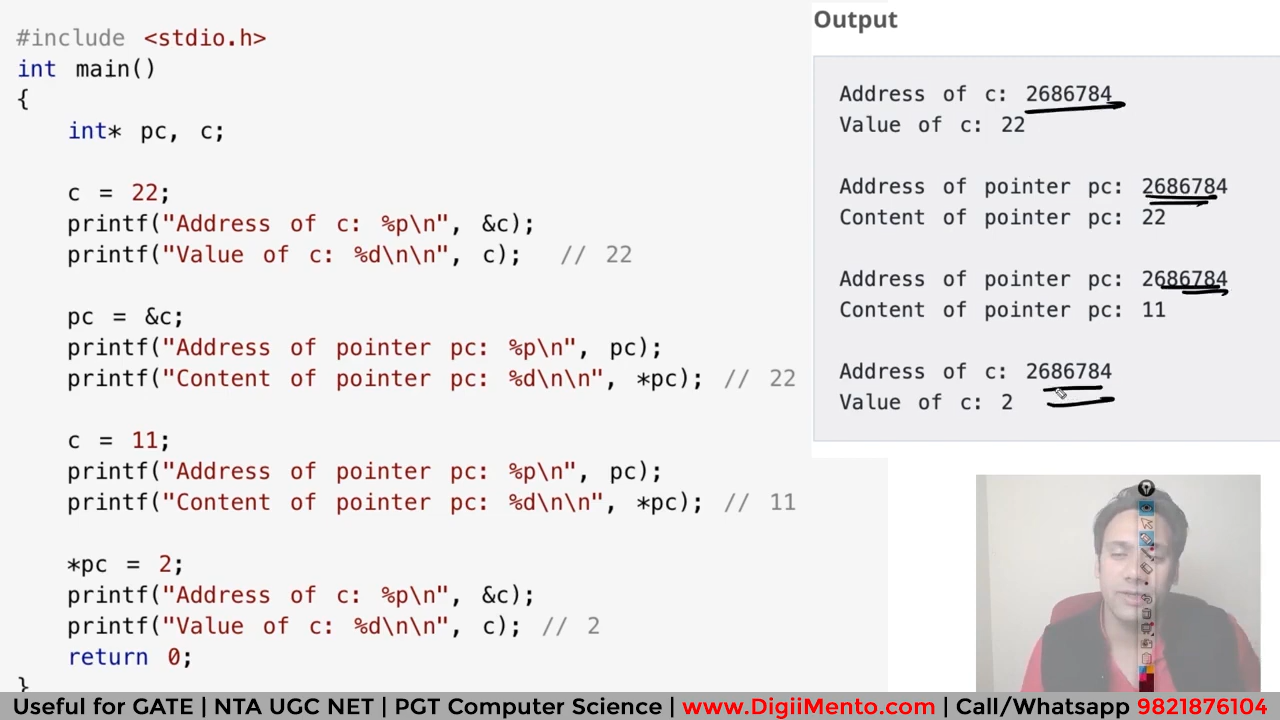 #include <stdio.h>
int main()
{
int* pc, c;
c = 22;
printf("Address of c: %p\n", &c);
printf("Value of c: %d\n\n", c); // 22
pc = &c;
printf("Address of pointer pc: %p\n", pc);
printf("Content of pointer pc: %d\n\n", *pc); // 22
c = 11;
printf("Address of pointer pc: %p\n", pc);
printf("Content of pointer pc: %d\n\n", *pc); // 11
*pc = 2;
printf("Address of c: %p\n", &c);
printf("Value of c: %d\n\n", c); // 2
return 0;
}
Output
Address of c: 2686784
Value of c: 22
Address of pointer pc: 2686784
Content of pointer pc: 22
Address of pointer pc: 2686784
Content of pointer pc: 11
Address of c: 2686784
Value of c: 2
Useful for GATE | NTA UGC NET | PGT Computer Science | www.DigiiMento.com | Call/Whatsapp 9821876104